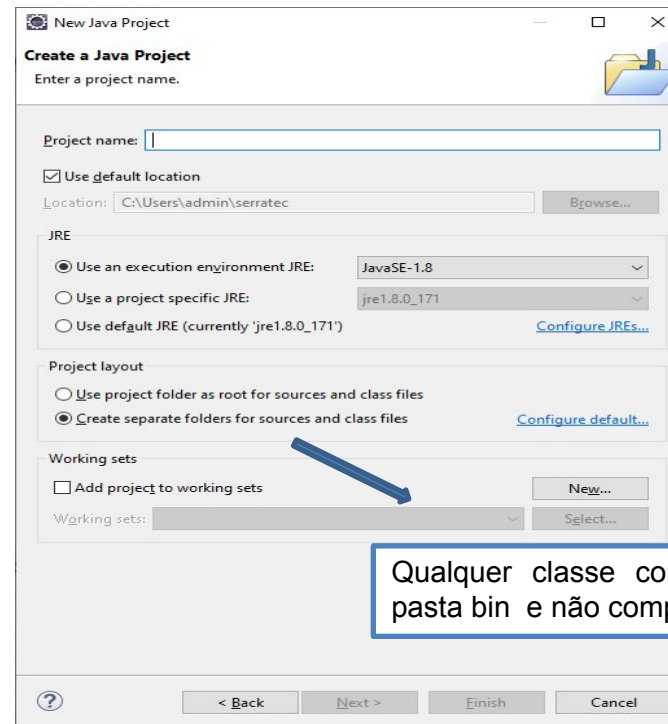 New Java Project
Create a Java Project
Enter a project name.
Project name:
Use default location
Location: C:\Users\admin\serratec Browse...
JRE
Use an execution environment JRE: JavaSE-1.8
Use a project specific JRE: jre1.8.0_171
Use default JRE (currently 'jre1.8.0_171') Configure JREs...
Project layout
Use project folder as root for sources and class files
Create separate folders for sources and class files Configure default...
Working sets
Add project to working sets New...
Working sets: Select...
Qualquer classe
pasta bin e não
? < Back Next > Finish Cancel